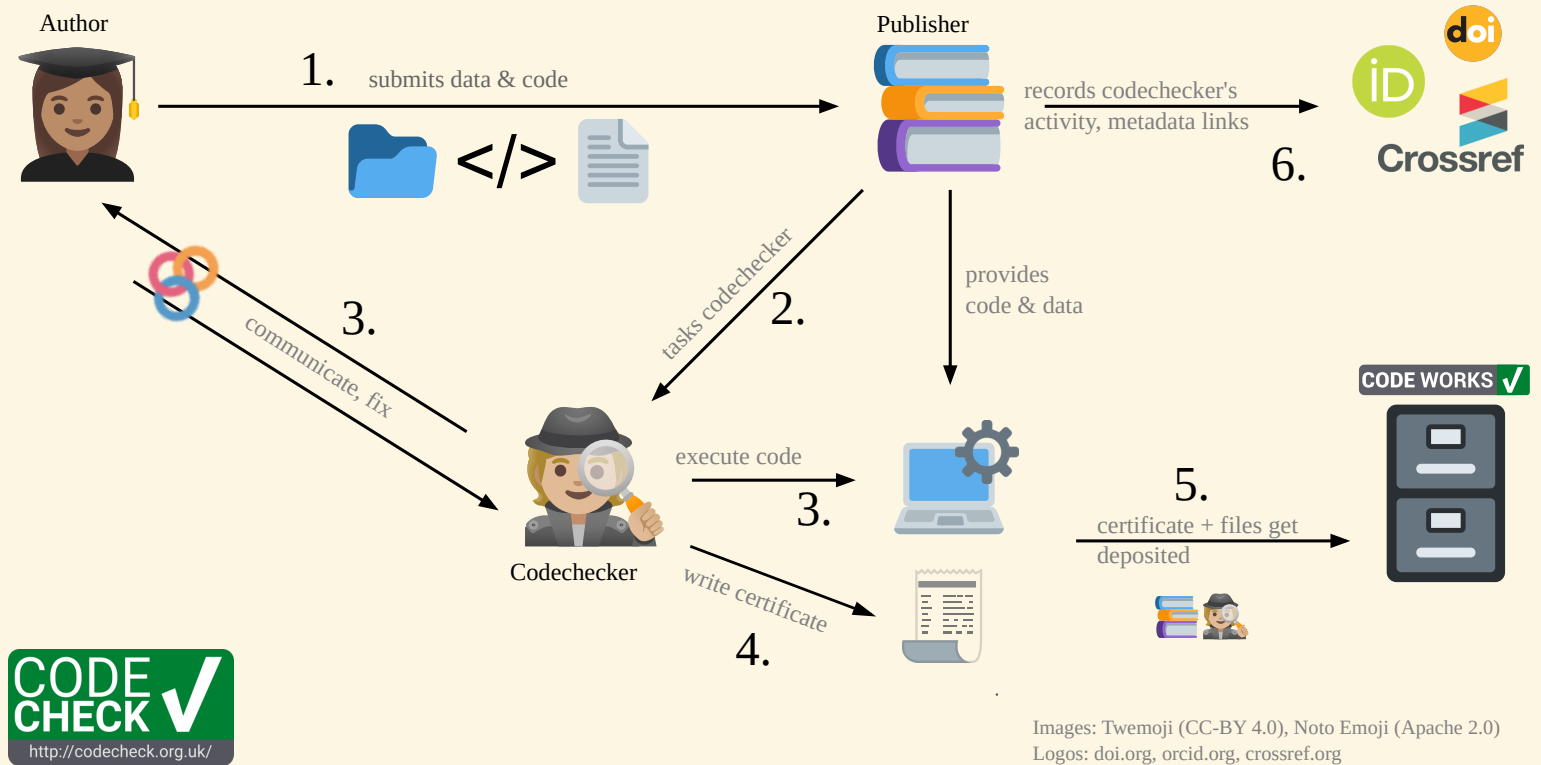 Author
Publisher
1.
submits data & code
</>
records codechecker's
activity, metadata links
6.
doi
iD
Crossref
tasks codechecker
2.
provides
code & data
3.
communicate, fix
CODE WORKS
execute code
3.
Codechecker
write certificate
4.
5.
certificate + files get
deposited
CODE
CHECK
http://codecheck.org.uk/
.
Images: Twemoji (CC-BY 4.0), Noto Emoji (Apache 2.0)
Logos: doi.org, orcid.org, crossref.org